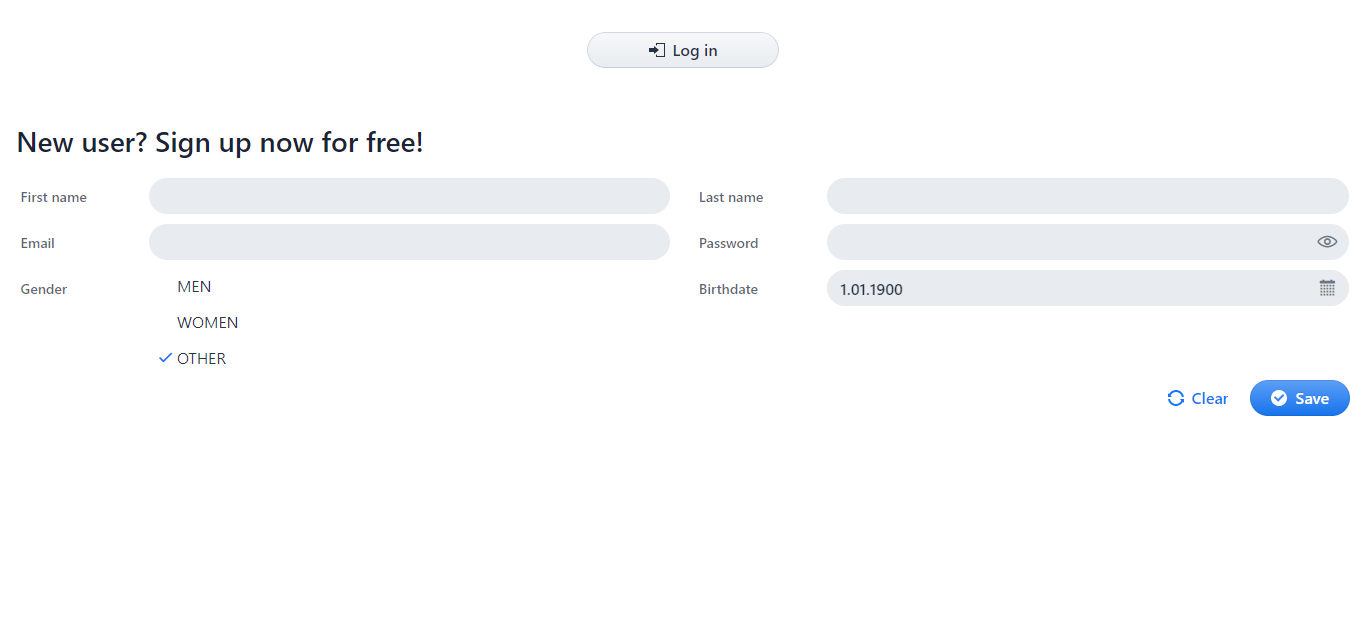 Log in
New user? Sign up now for free!
First name
Last name
Email
Password
Gender
MEN
Birthdate
1.01.1900
WOMEN
OTHER
Clear
Save